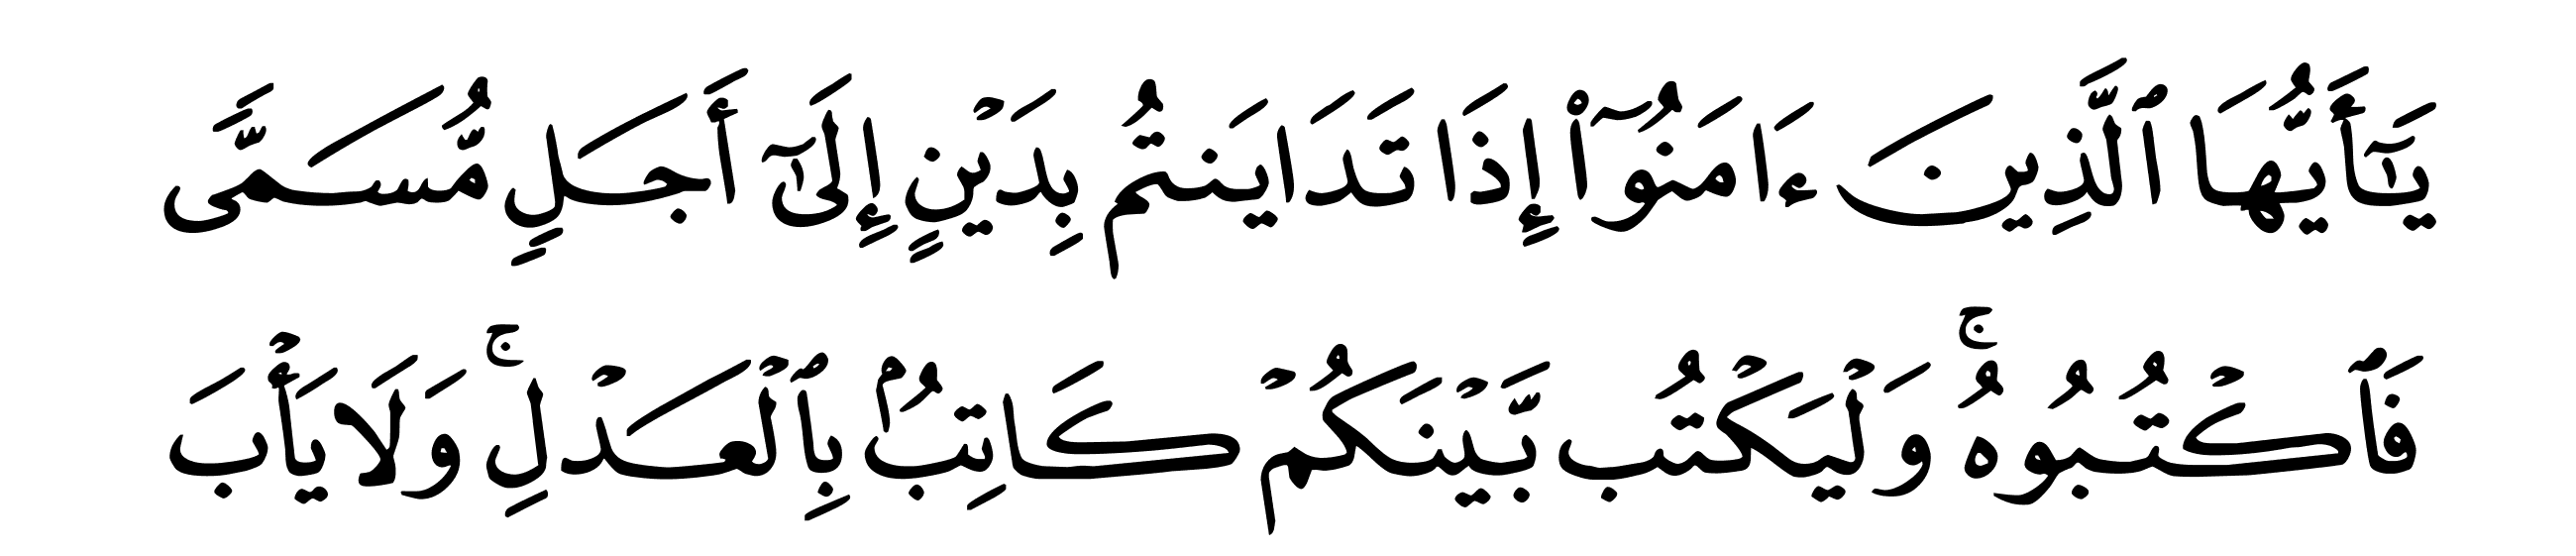 يَٰٓأَيُّهَا ٱلَّذِينَ ءَامَنُوٓا۟ إِذَا تَدَايَنتُم بِدَيْنٍ إِلَىٰٓ أَجَلٍ مُّسَمًّى
فَٱكْتُبُوهُ ۚ وَلْيَكْتُب بَّيْنَكُمْ كَاتِبٌۢ بِٱلْعَدْلِ ۚ وَلَا يَأْبَ